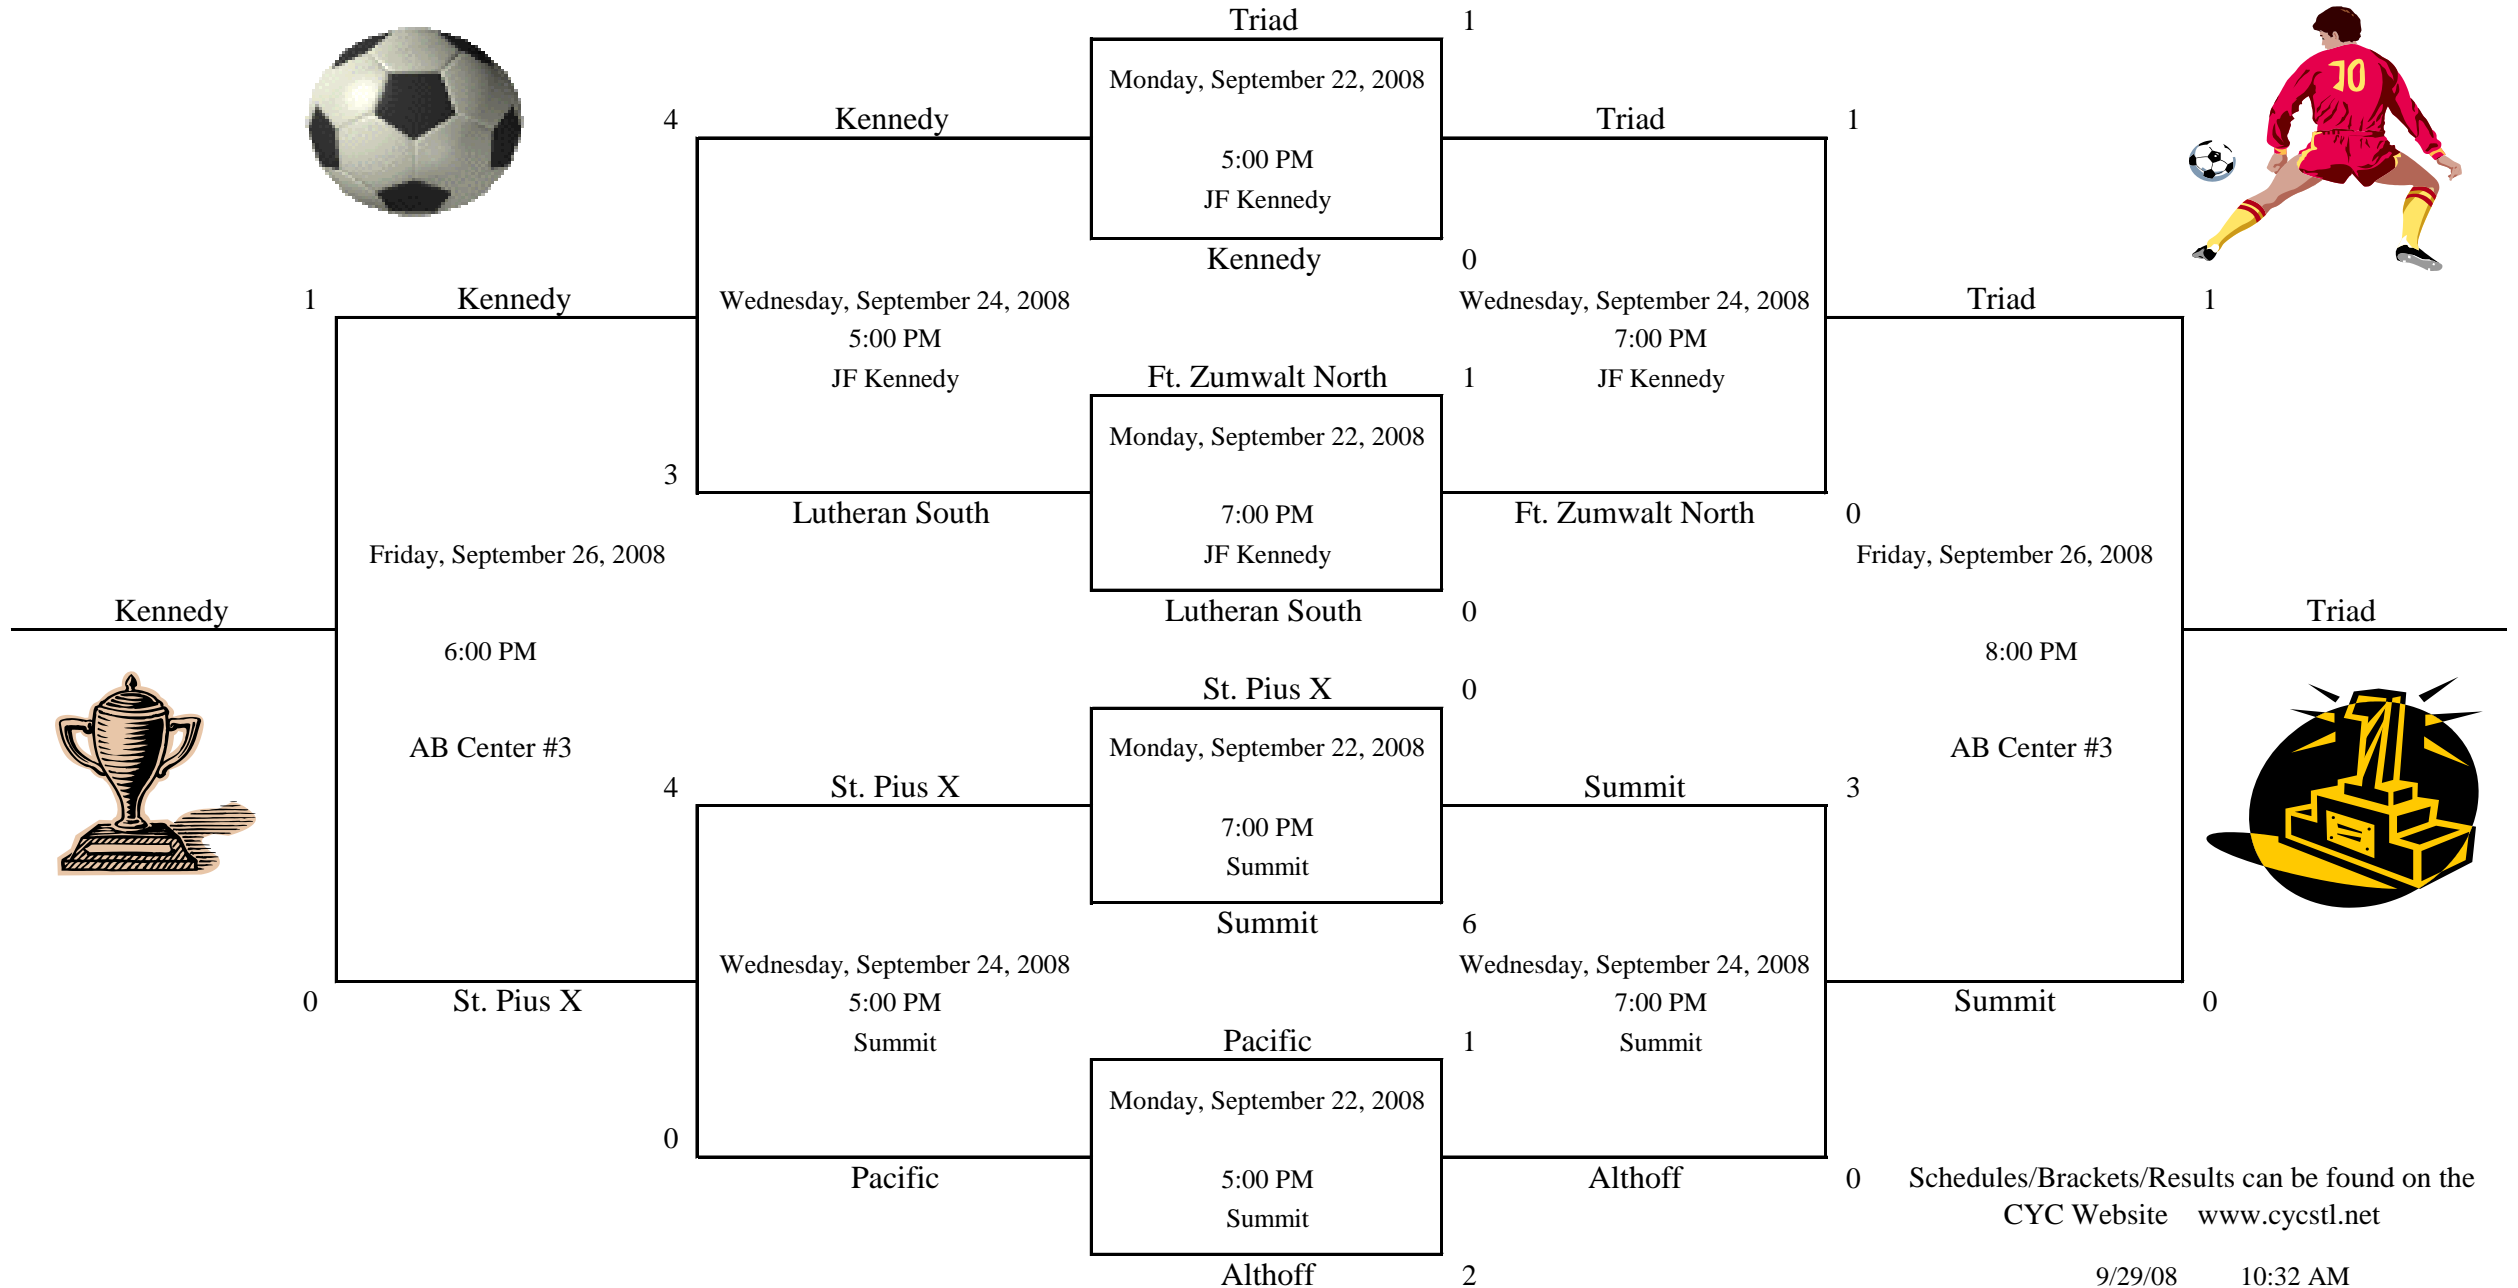 Triad 1
10
Monday, September 22, 2008
4 Kennedy Triad 1
5:00 PM
JF Kennedy
Kennedy 0
1 Kennedy Wednesday, September 24, 2008 Wednesday, September 24, 2008 Triad 1
5:00 PM 7:00 PM
JF Kennedy Ft. Zumwalt North 1 JF Kennedy
Monday, September 22, 2008
3
Lutheran South 7:00 PM Ft. Zumwalt North 0
Friday, September 26, 2008 JF Kennedy Friday, September 26, 2008
Kennedy Lutheran South 0 Triad
6:00 PM 8:00 PM
St. Pius X 0
AB Center #3 Monday, September 22, 2008 AB Center #3
1
4 St. Pius X Summit 3
7:00 PM
Summit
Summit 6
Wednesday, September 24, 2008 Wednesday, September 24, 2008
0 St. Pius X 5:00 PM 7:00 PM Summit 0
Summit Pacific 1 Summit
Monday, September 22, 2008
0
Pacific 5:00 PM Althoff 0 Schedules/Brackets/Results can be found on the
Summit CYC Website www.cycstl.net
Althoff 2 9/29/08 10:32 AM